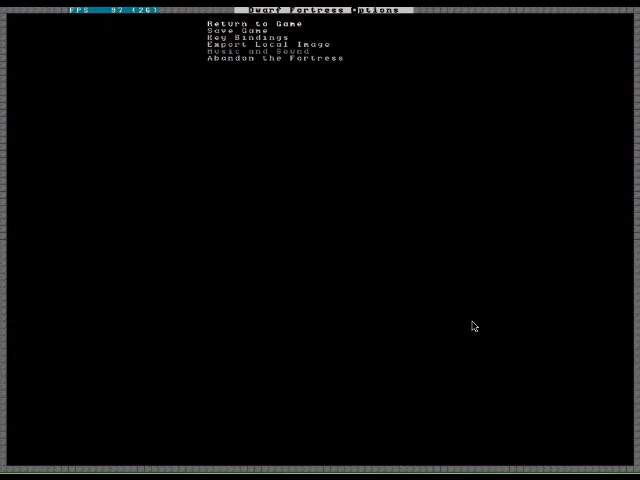 FPS: 97 (26)
Dwarf Fortress Options
Return to Game
Save Game
Key Bindings
Export Local Image
Music and Sound
Abandon the Fortress